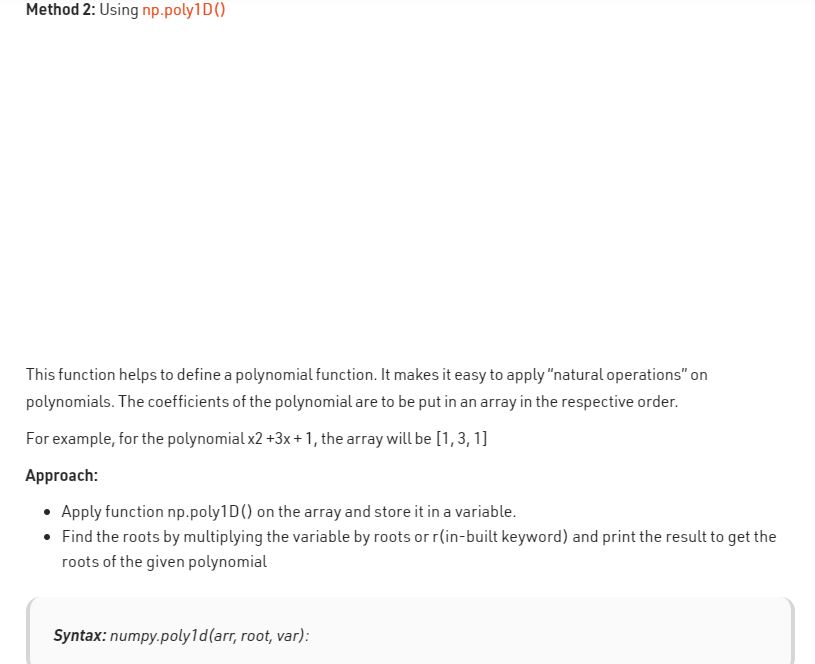 Method 2: Using np.poly1D()
This function helps to define a polynomial function. It makes it easy to apply “natural operations” on
polynomials. The coefficients of the polynomial are to be put in an array in the respective order.
For example, for the polynomial x2 +3x + 1, the array will be [1, 3, 1]
Approach:
• Apply function np.poly1D() on the array and store it in a variable.
• Find the roots by multiplying the variable by roots or r(in-built keyword) and print the result to get the
roots of the given polynomial
Syntax: numpy.poly1d(arr, root, var):